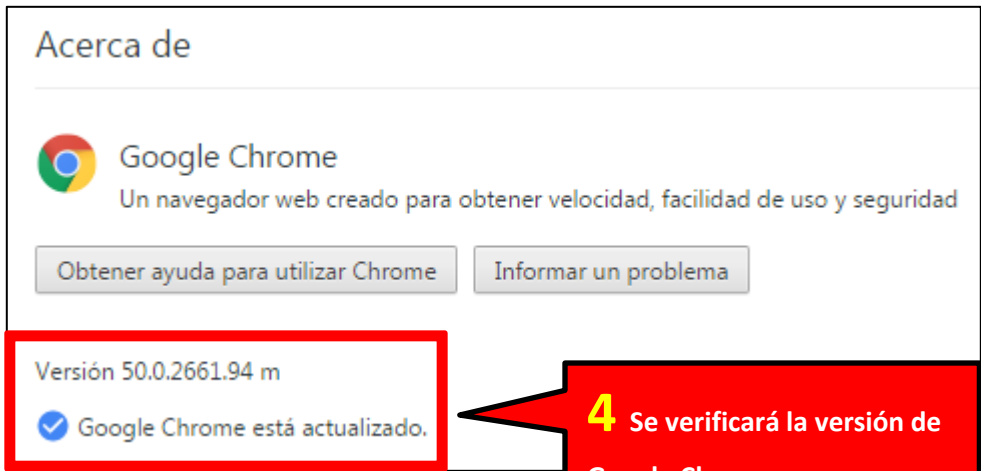 Acerca de
Google Chrome
Un navegador web creado para obtener velocidad, facilidad de uso y seguridad
Obtener ayuda para utilizar Chrome
Informar un problema
Versión 50.0.2661.94 m
Google Chrome está actualizado.
4 Se verificará la versión de